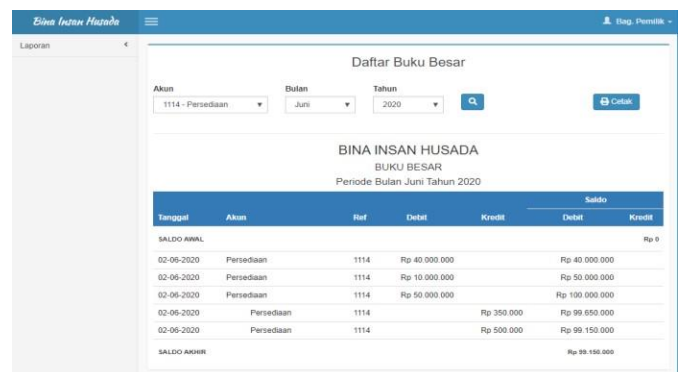 Bina Insan Husada
Bag. Pemilik
Laporan
Daftar Buku Besar
Akun Bulan Tahun
1114 - Persediaan Juni 2020 Cetak
BINA INSAN HUSADA
BUKU BESAR
Periode Bulan Juni Tahun 2020
Saldo
Tanggal Akun Ref Debit Kredit Debit Kredit
SALDO AWAL Rp 0
02-06-2020 Persediaan 1114 Rp 40.000.000 Rp 40.000.000
02-06-2020 Persediaan 1114 Rp 10.000.000 Rp 50.000.000
02-06-2020 Persediaan 1114 Rp 50.000.000 Rp 100.000.000
02-06-2020 Persediaan 1114 Rp 350.000 Rp 99.650.000
02-06-2020 Persediaan 1114 Rp 500.000 Rp 99.150.000
SALDO AKHIR Rp 99.150.000